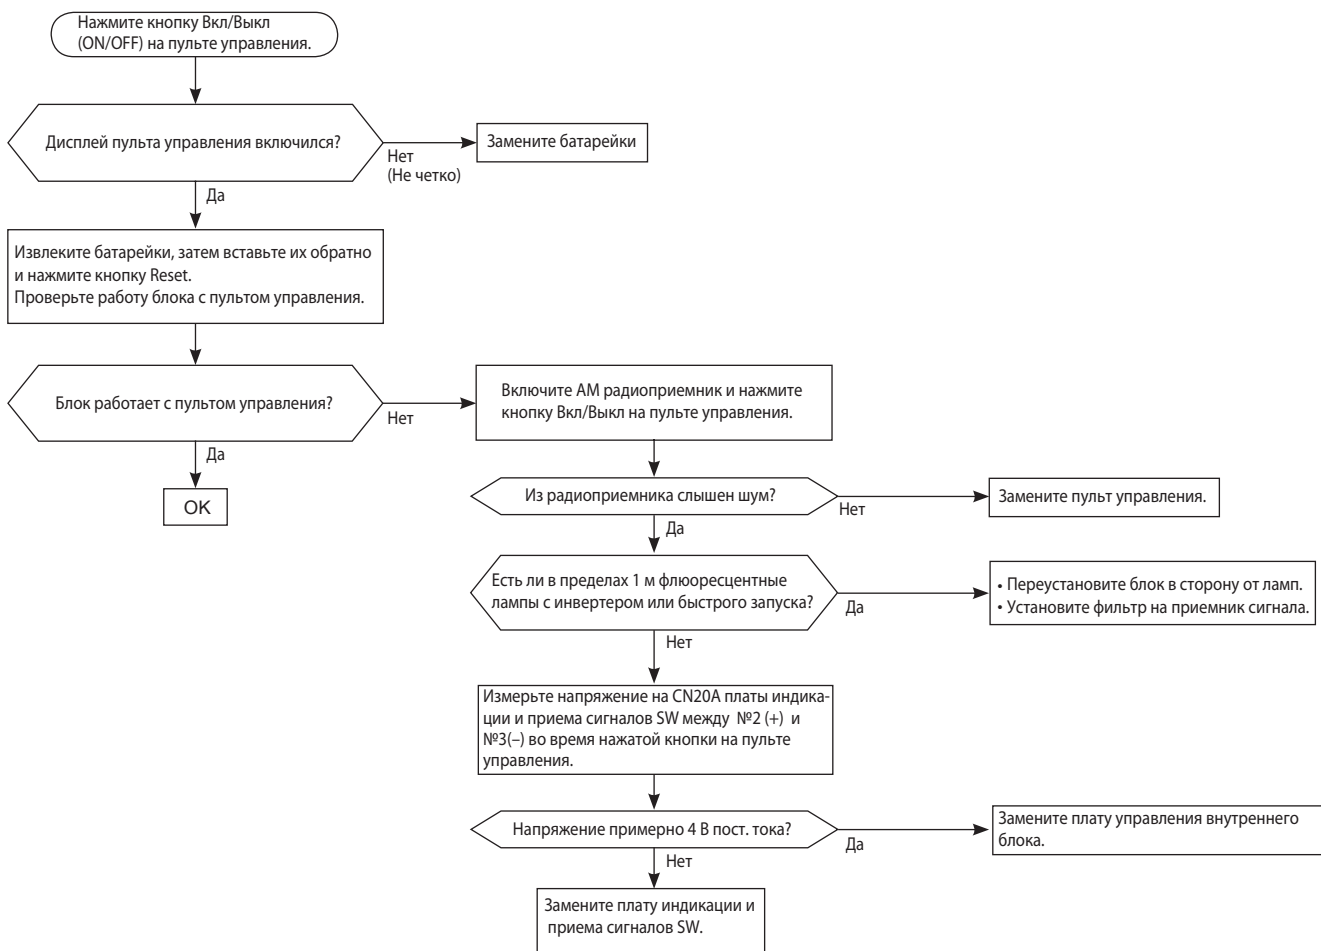 Нажмите кнопку Вкл/Выкл
(ON/OFF) на пульте управления.
Дисплей пульта управления включился?
Нет
(Не четко)
Замените батарейки
Да
Извлеките батарейки, затем вставьте их обратно
и нажмите кнопку Reset.
Проверьте работу блока с пультом управления.
Блок работает с пультом управления?
Нет
Включите АМ радиоприемник и нажмите
кнопку Вкл/Выкл на пульте управления.
Да
OK
Из радиоприемника слышен шум?
Нет
Замените пульт управления.
Да
Есть ли в пределах 1 м флюоресцентные
лампы с инвертером или быстрого запуска?
Да
• Переустановите блок в сторону от ламп.
• Установите фильтр на приемник сигнала.
Нет
Измерьте напряжение на CN20A платы индика-
ции и приема сигналов SW между №2 (+) и
№3(–) во время нажатой кнопки на пульте
управления.
Напряжение примерно 4 В пост. тока?
Да
Замените плату управления внутреннего
блока.
Нет
Замените плату индикации и
приема сигналов SW.